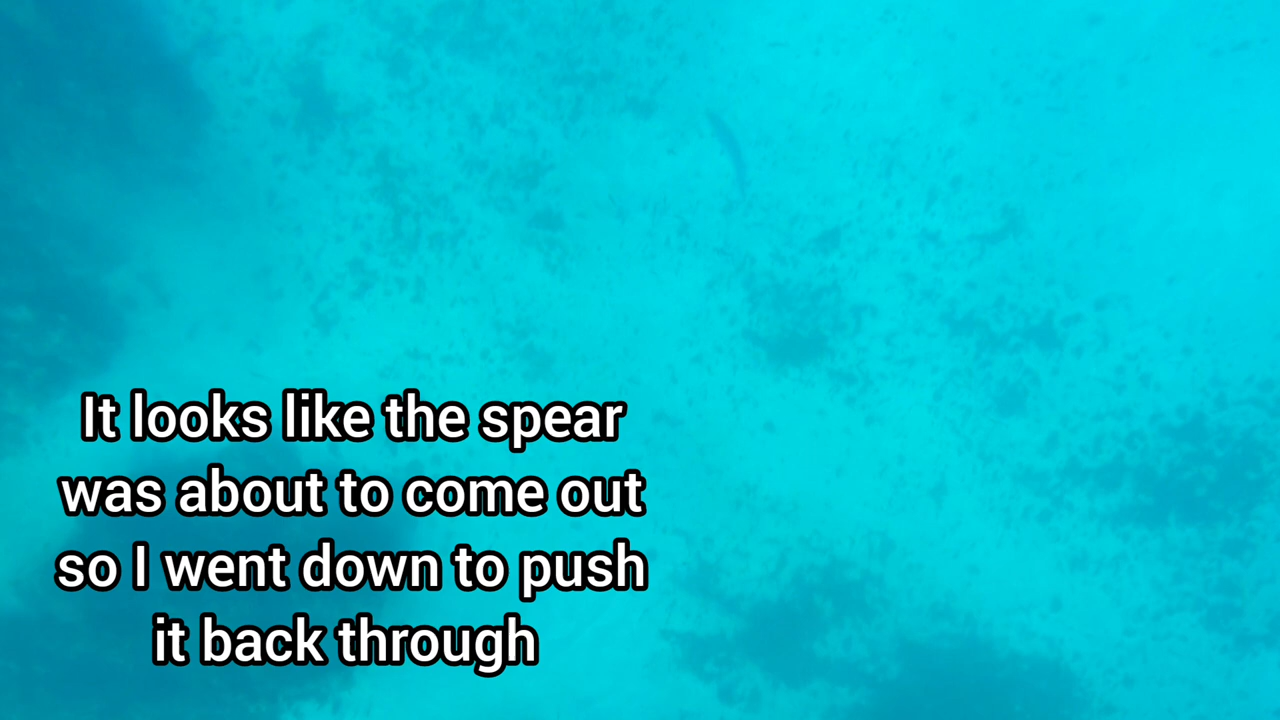 It looks like the spear
was about to come out
so I went down to push
it back through